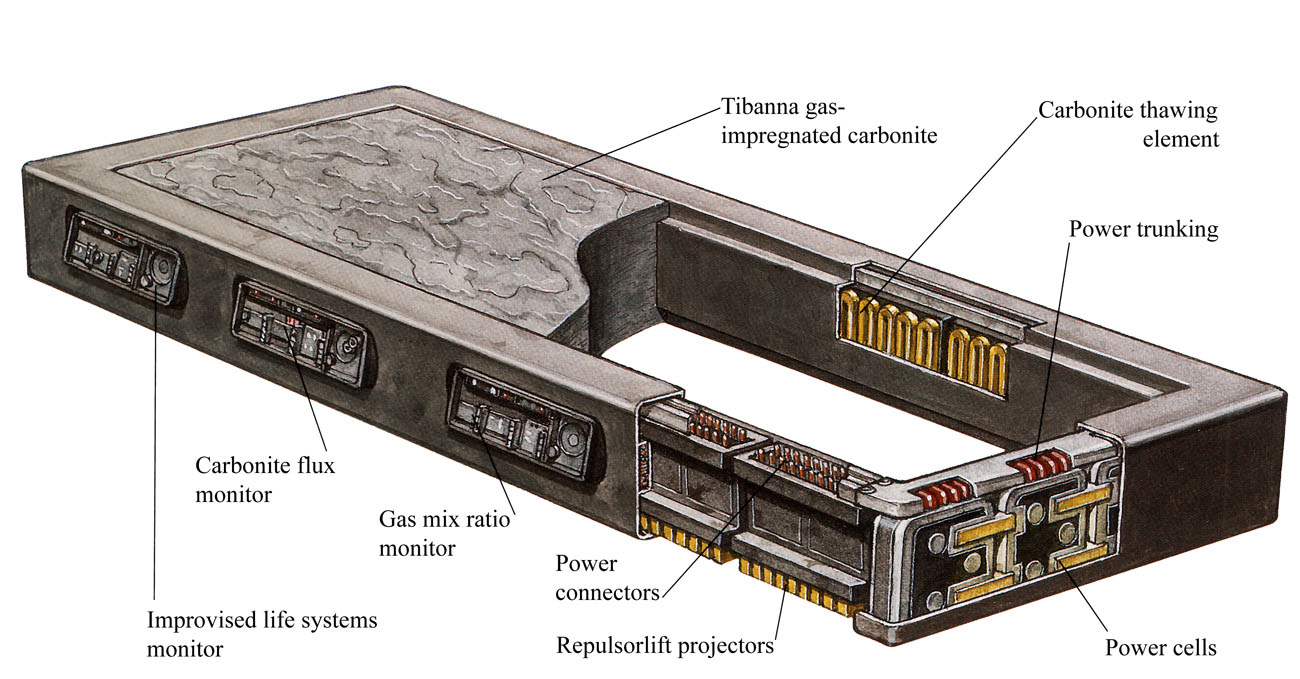 Tibanna gas-
impregnated carbonite
Carbonite thawing
element
Power trunking
Carbonite flux
monitor
Gas mix ratio
monitor
Power
connectors
Improvised life systems
monitor
Repulsorlift projectors
Power cells